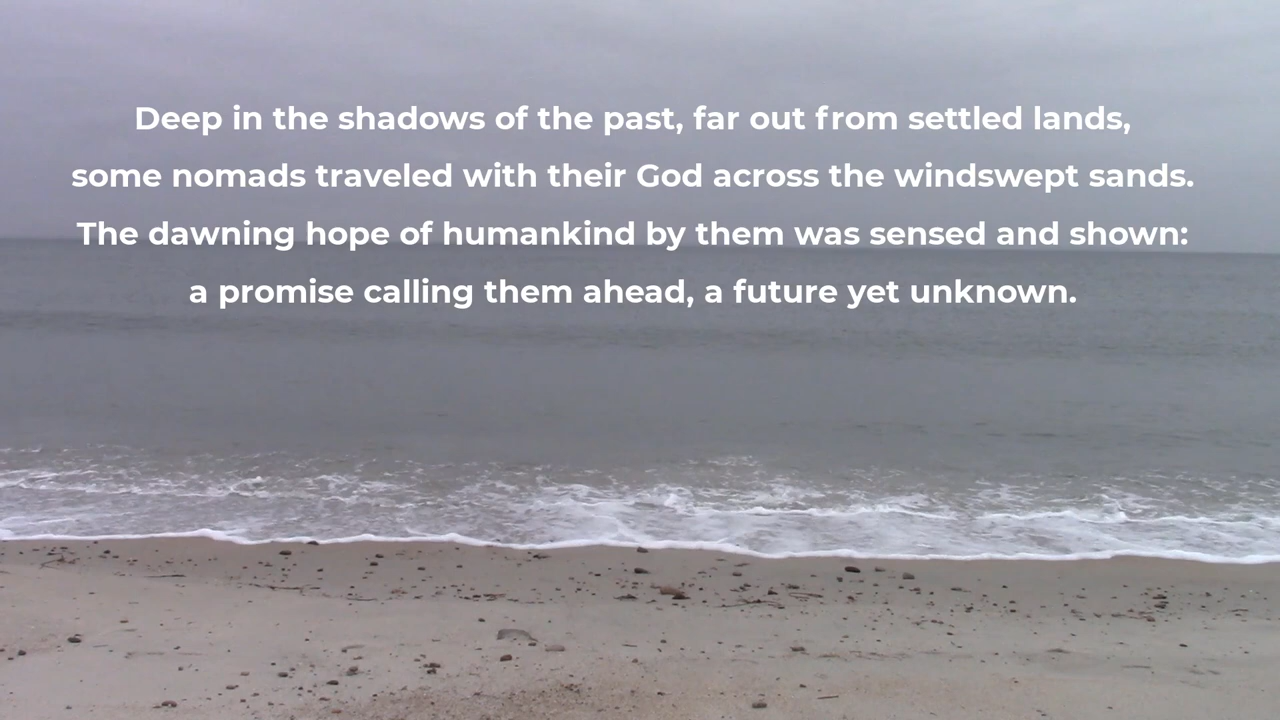 Deep in the shadows of the past, far out from settled lands,
some nomads traveled with their God across the windswept sands.
The dawning hope of humankind by them was sensed and shown:
a promise calling them ahead, a future yet unknown.